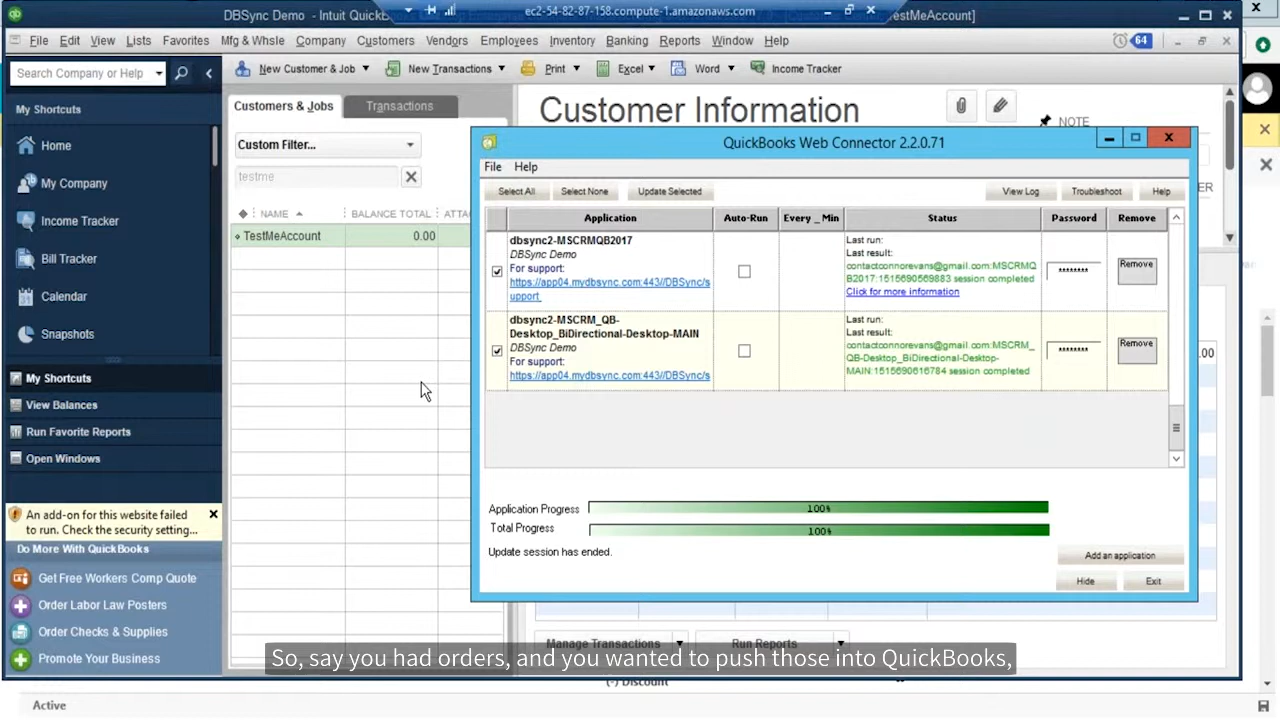 DBSync Demo - Intuit QuickB
ec2-54-82-87-158.compute-1.amazonaws.com
estMeAccount]
File Edit View Lists Favorites Mfg & Whsle Company Customers Vendors Employees Inventory Banking Reports Window Help
64
Search Company or Help
New Customer & Job New Transactions Print Excel Word Income Tracker
My Shortcuts
Home
My Company
Income Tracker
Bill Tracker
Calendar
Snapshots
My Shortcuts
View Balances
Run Favorite Reports
Open Windows
An add-on for this website failed
to run. Check the security setting...
Do More With QuickBooks
Get Free Workers Comp Quote
Order Labor Law Posters
Order Checks & Supplies
Promote Your Business
Customers & Jobs Transactions
Custom Filter...
testme
NAME BALANCE TOTAL ATTA
TestMeAccount 0.00
Customer Information
NOTE
ER
QuickBooks Web Connector 2.2.0.71
File Help
Select All Select None Update Selected View Log Troubleshoot Help
Application Auto-Run Every _ Min Status Password Remove
dbsync2-MSCRMQB2017
DBSync Demo
For support:
https://app04.mydbsync.com:443//DBSync/s
upport
Last run:
Last result:
contactconnorevans@gmail.com:MSCRMQ
B2017:1515690569883 session completed
Click for more information
********
Remove
dbsync2-MSCRM_QB-
Desktop_BiDirectional-Desktop-MAIN
DBSync Demo
For support:
https://app04.mydbsync.com:443//DBSync/s
Last run:
Last result:
contactconnorevans@gmail.com:MSCRM_
QB-Desktop_BiDirectional-Desktop-
MAIN:1515690616784 session completed
********
Remove
.00
Application Progress 100%
Total Progress 100%
Update session has ended.
Add an application
Hide Exit
Manage Transactions Run Reports
So, say you had orders, and you wanted to push those into QuickBooks,
(-) Discount
Active